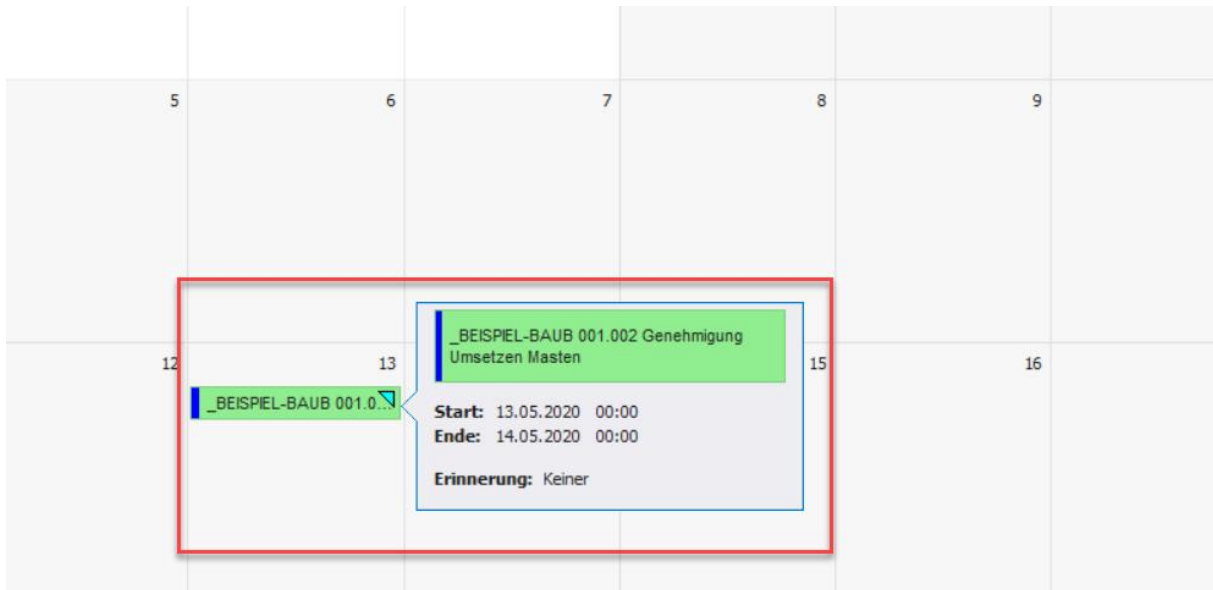 5
6
7
8
9
12
13
15
16
_BEISPIEL-BAUB 001.0...
_BEISPIEL-BAUB 001.002 Genehmigung
Umsetzen Masten
Start: 13.05.2020 00:00
Ende: 14.05.2020 00:00
Erinnerung: Keiner